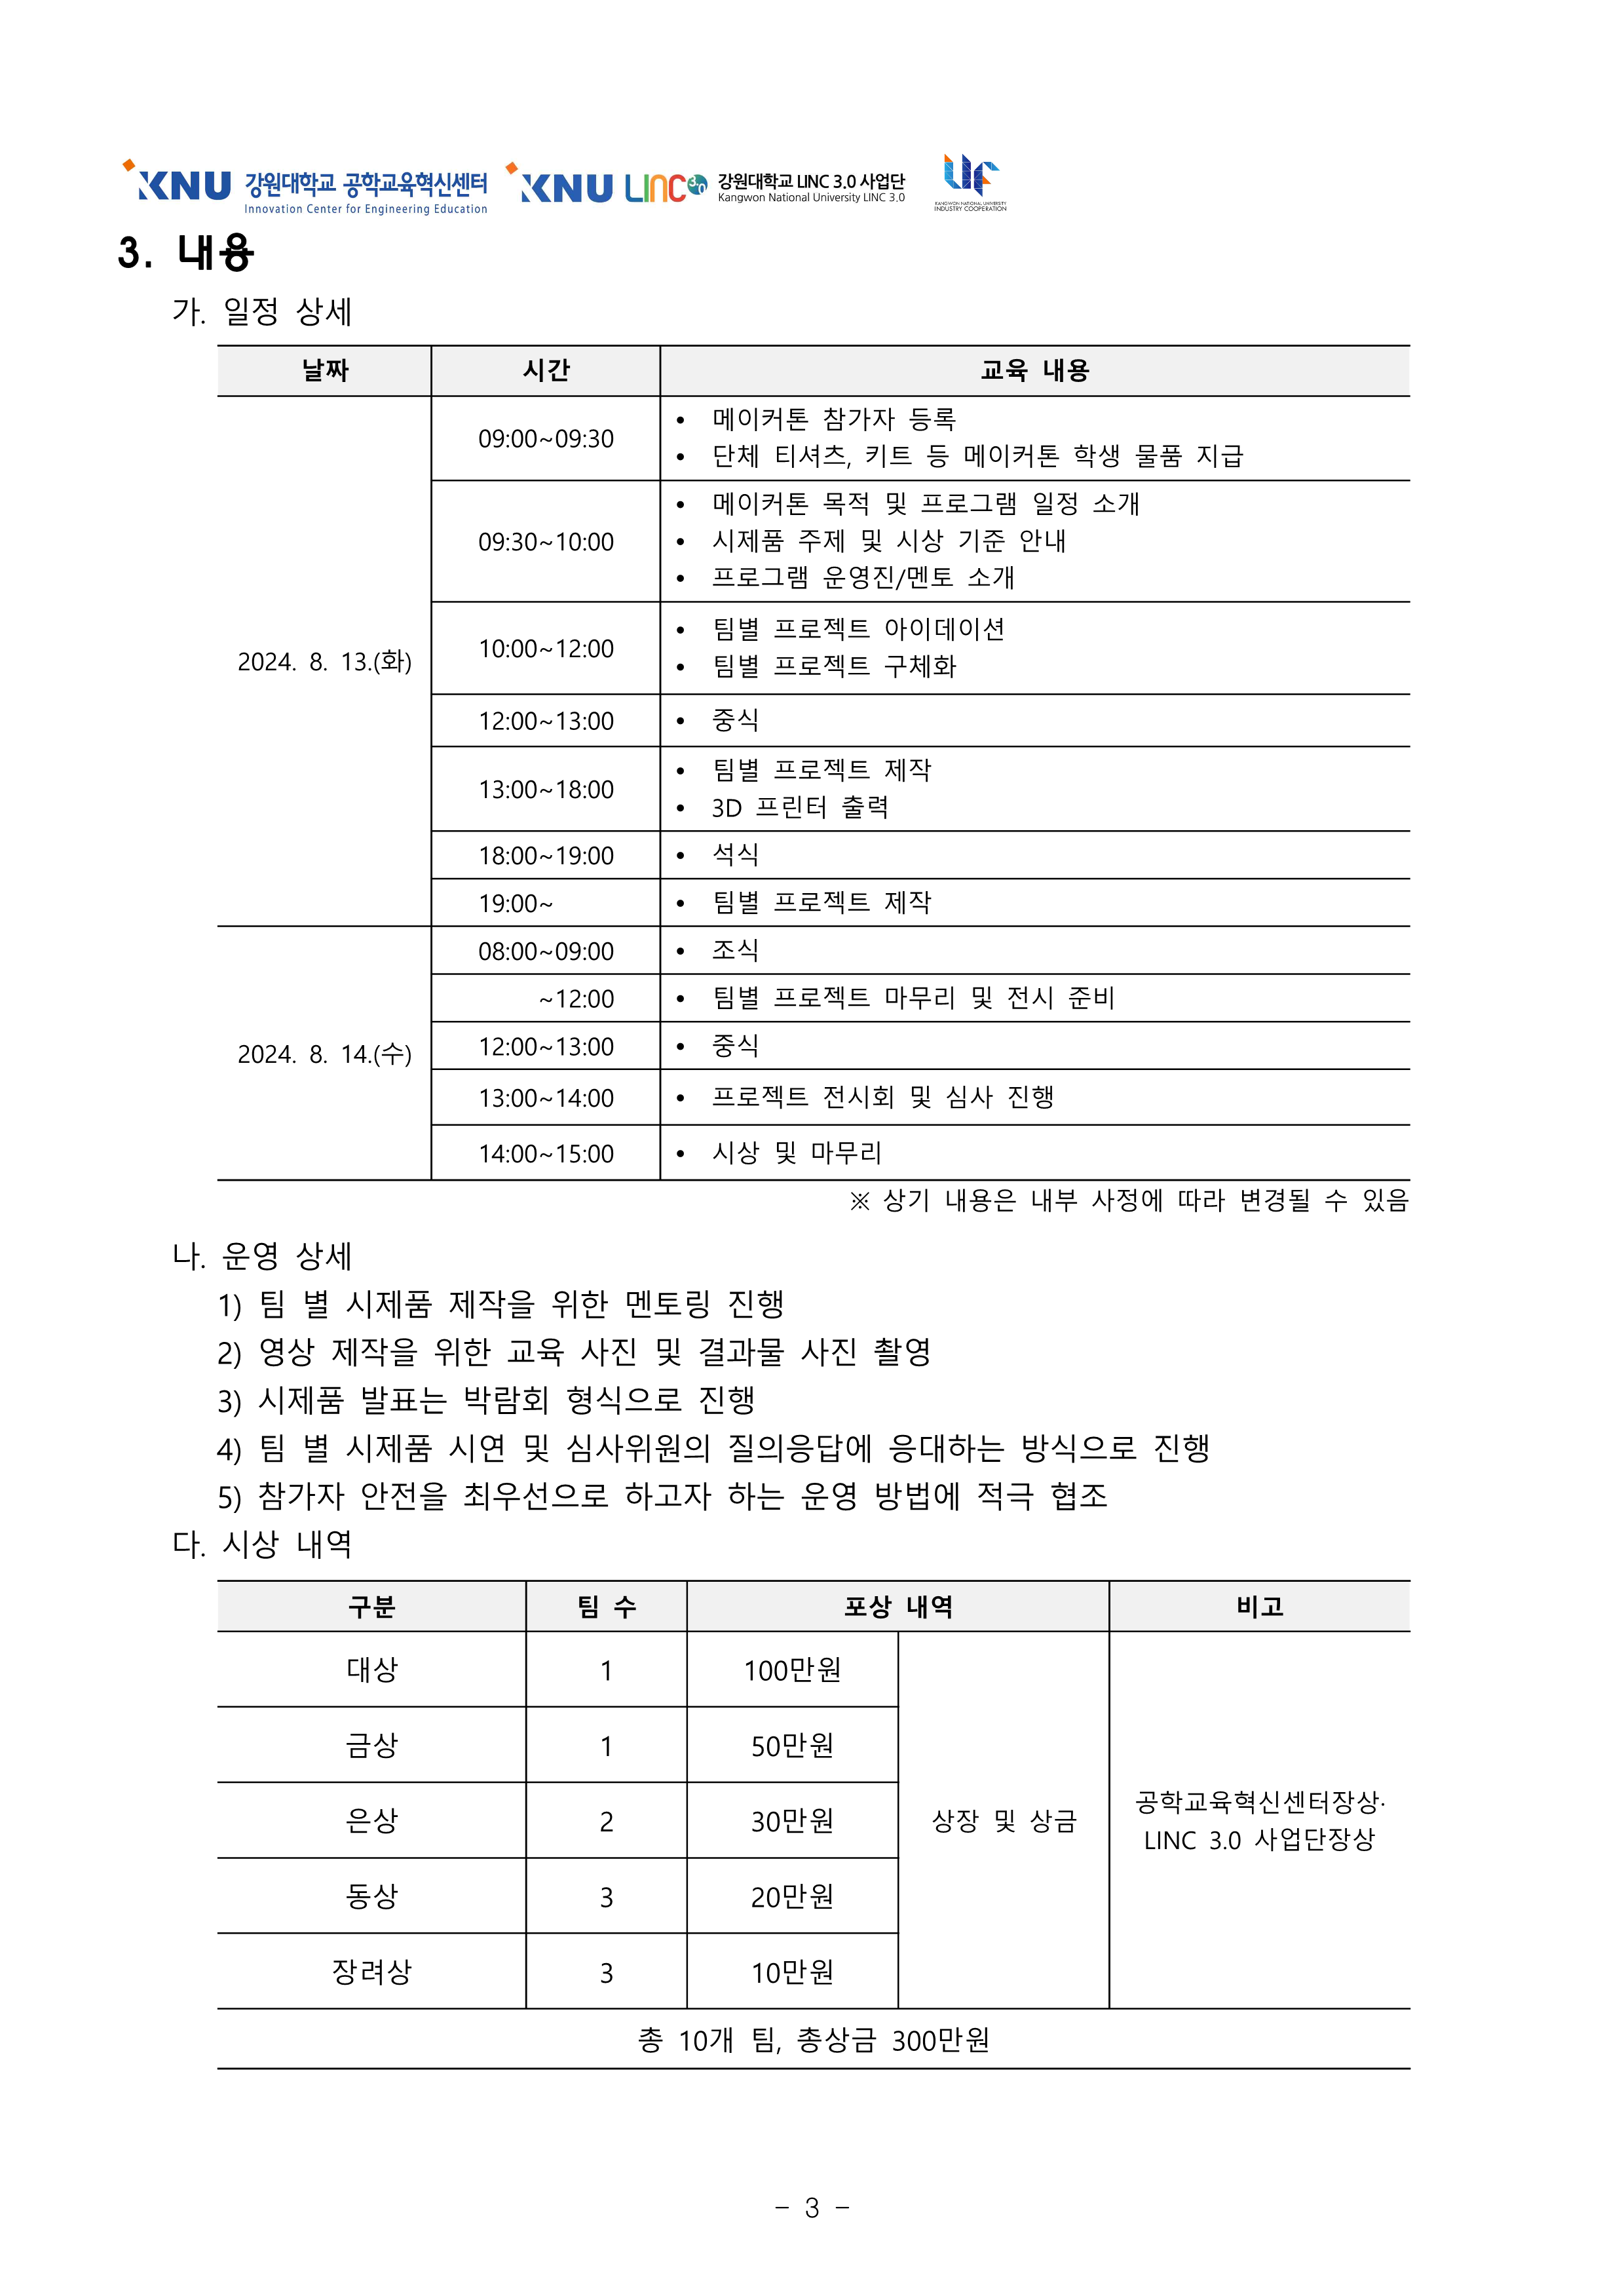 KNU 강원대학교 공학교육혁신센터
Innovation Center for Engineering Education
KNU LINC 3.0 강원대학교 LINC 3.0 사업단
Kangwon National University LINC 3.0
KANGWON NATIONAL UNIVERSITY
INDUSTRY COOPERATION
3. 내용
가. 일정 상세
날짜 시간 교육 내용
2024. 8. 13.(화)
09:00~09:30
• 메이커톤 참가자 등록
• 단체 티셔츠, 키트 등 메이커톤 학생 물품 지급
09:30~10:00
• 메이커톤 목적 및 프로그램 일정 소개
• 시제품 주제 및 시상 기준 안내
• 프로그램 운영진/멘토 소개
10:00~12:00
• 팀별 프로젝트 아이데이션
• 팀별 프로젝트 구체화
12:00~13:00 • 중식
13:00~18:00
• 팀별 프로젝트 제작
• 3D 프린터 출력
18:00~19:00 • 석식
19:00~ • 팀별 프로젝트 제작
2024. 8. 14.(수)
08:00~09:00 • 조식
~12:00 • 팀별 프로젝트 마무리 및 전시 준비
12:00~13:00 • 중식
13:00~14:00 • 프로젝트 전시회 및 심사 진행
14:00~15:00 • 시상 및 마무리
※ 상기 내용은 내부 사정에 따라 변경될 수 있음
나. 운영 상세
1) 팀 별 시제품 제작을 위한 멘토링 진행
2) 영상 제작을 위한 교육 사진 및 결과물 사진 촬영
3) 시제품 발표는 박람회 형식으로 진행
4) 팀 별 시제품 시연 및 심사위원의 질의응답에 응대하는 방식으로 진행
5) 참가자 안전을 최우선으로 하고자 하는 운영 방법에 적극 협조
다. 시상 내역
구분 팀 수 포상 내역 비고
대상 1 100만원
금상 1 50만원
은상 2 30만원
동상 3 20만원
장려상 3 10만원
상장 및 상금
공학교육혁신센터장상·
LINC 3.0 사업단장상
총 10개 팀, 총상금 300만원
- 3 -